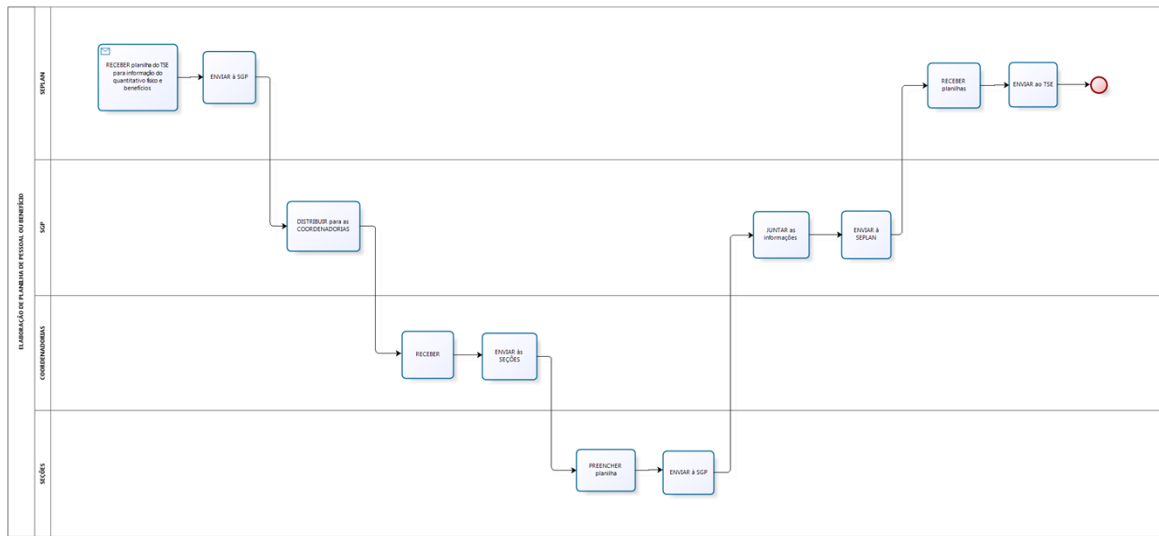 ELABORAÇÃO DE PLANILHA DE PESSOAL OU BENEFÍCIO
SEPLAN
RECEBER planilha do TSE
para informação do
quantitativo físico e
benefícios
ENVIAR à SGP
RECEBER
planilhas
ENVIAR ao TSE
SGP
DISTRIBUIR para as
COORDENADORIAS
JUNTAR as
informações
ENVIAR à
SEPLAN
COORDENADORIAS
RECEBER
ENVIAR às
SEÇÕES
SEÇÕES
PREENCHER
planilha
ENVIAR à SGP